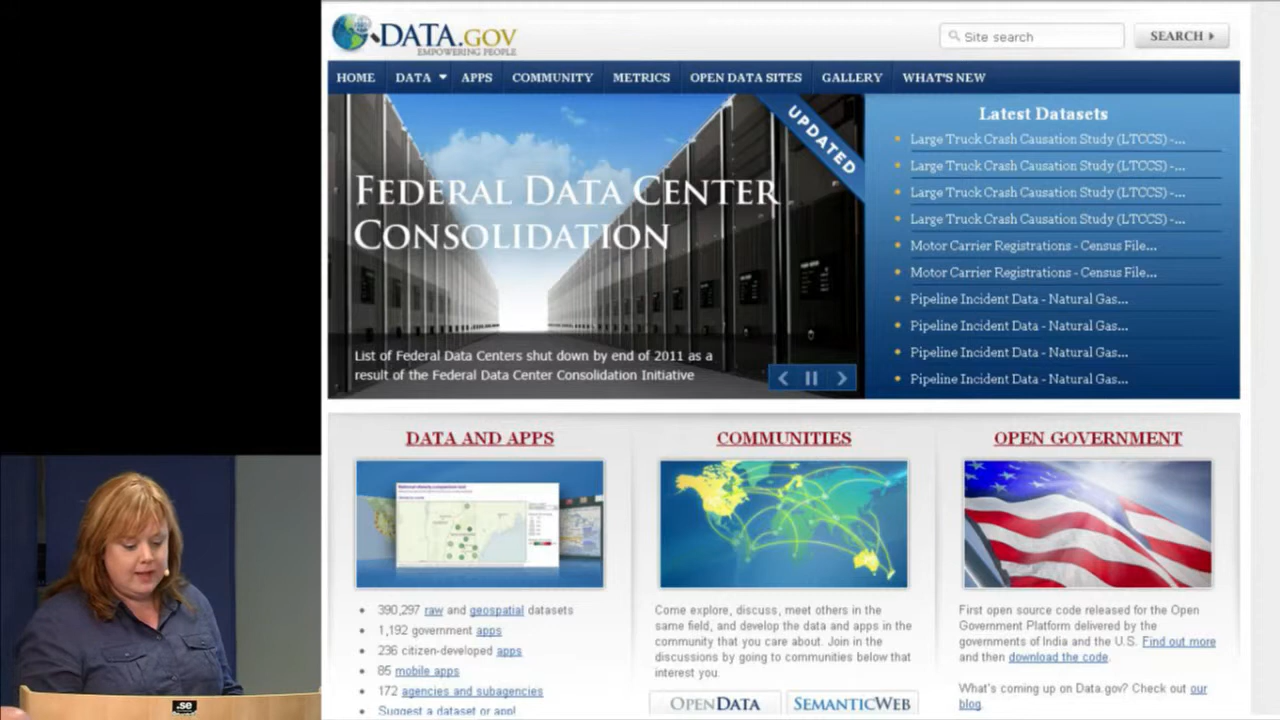 DATA.GOV
EMPOWERING PEOPLE
Site search
SEARCH
HOME DATA APPS COMMUNITY METRICS OPEN DATA SITES GALLERY WHAT'S NEW
FEDERAL DATA CENTER
CONSOLIDATION
UPDATED
List of Federal Data Centers shut down by end of 2011 as a
result of the Federal Data Center Consolidation Initiative
Latest Datasets
Large Truck Crash Causation Study (LTCCS) -...
Large Truck Crash Causation Study (LTCCS) -...
Large Truck Crash Causation Study (LTCCS) -...
Large Truck Crash Causation Study (LTCCS) -...
Motor Carrier Registrations - Census File...
Motor Carrier Registrations - Census File...
Pipeline Incident Data - Natural Gas...
Pipeline Incident Data - Natural Gas...
Pipeline Incident Data - Natural Gas...
Pipeline Incident Data - Natural Gas...
DATA AND APPS
390,297 raw and geospatial datasets
1,192 government apps
236 citizen-developed apps
85 mobile apps
172 agencies and subagencies
Suggest a dataset or app!
COMMUNITIES
Come explore, discuss, meet others in the
same field, and develop the data and apps in the
community that you care about. Join in the
discussions by going to communities below that
interest you.
OPENDATA
SEMANTICWEB
OPEN GOVERNMENT
First open source code released for the Open
Government Platform delivered by the
governments of India and the U.S. Find out more
and then download the code.
What's coming up on Data.gov? Check out our
blog.
.se